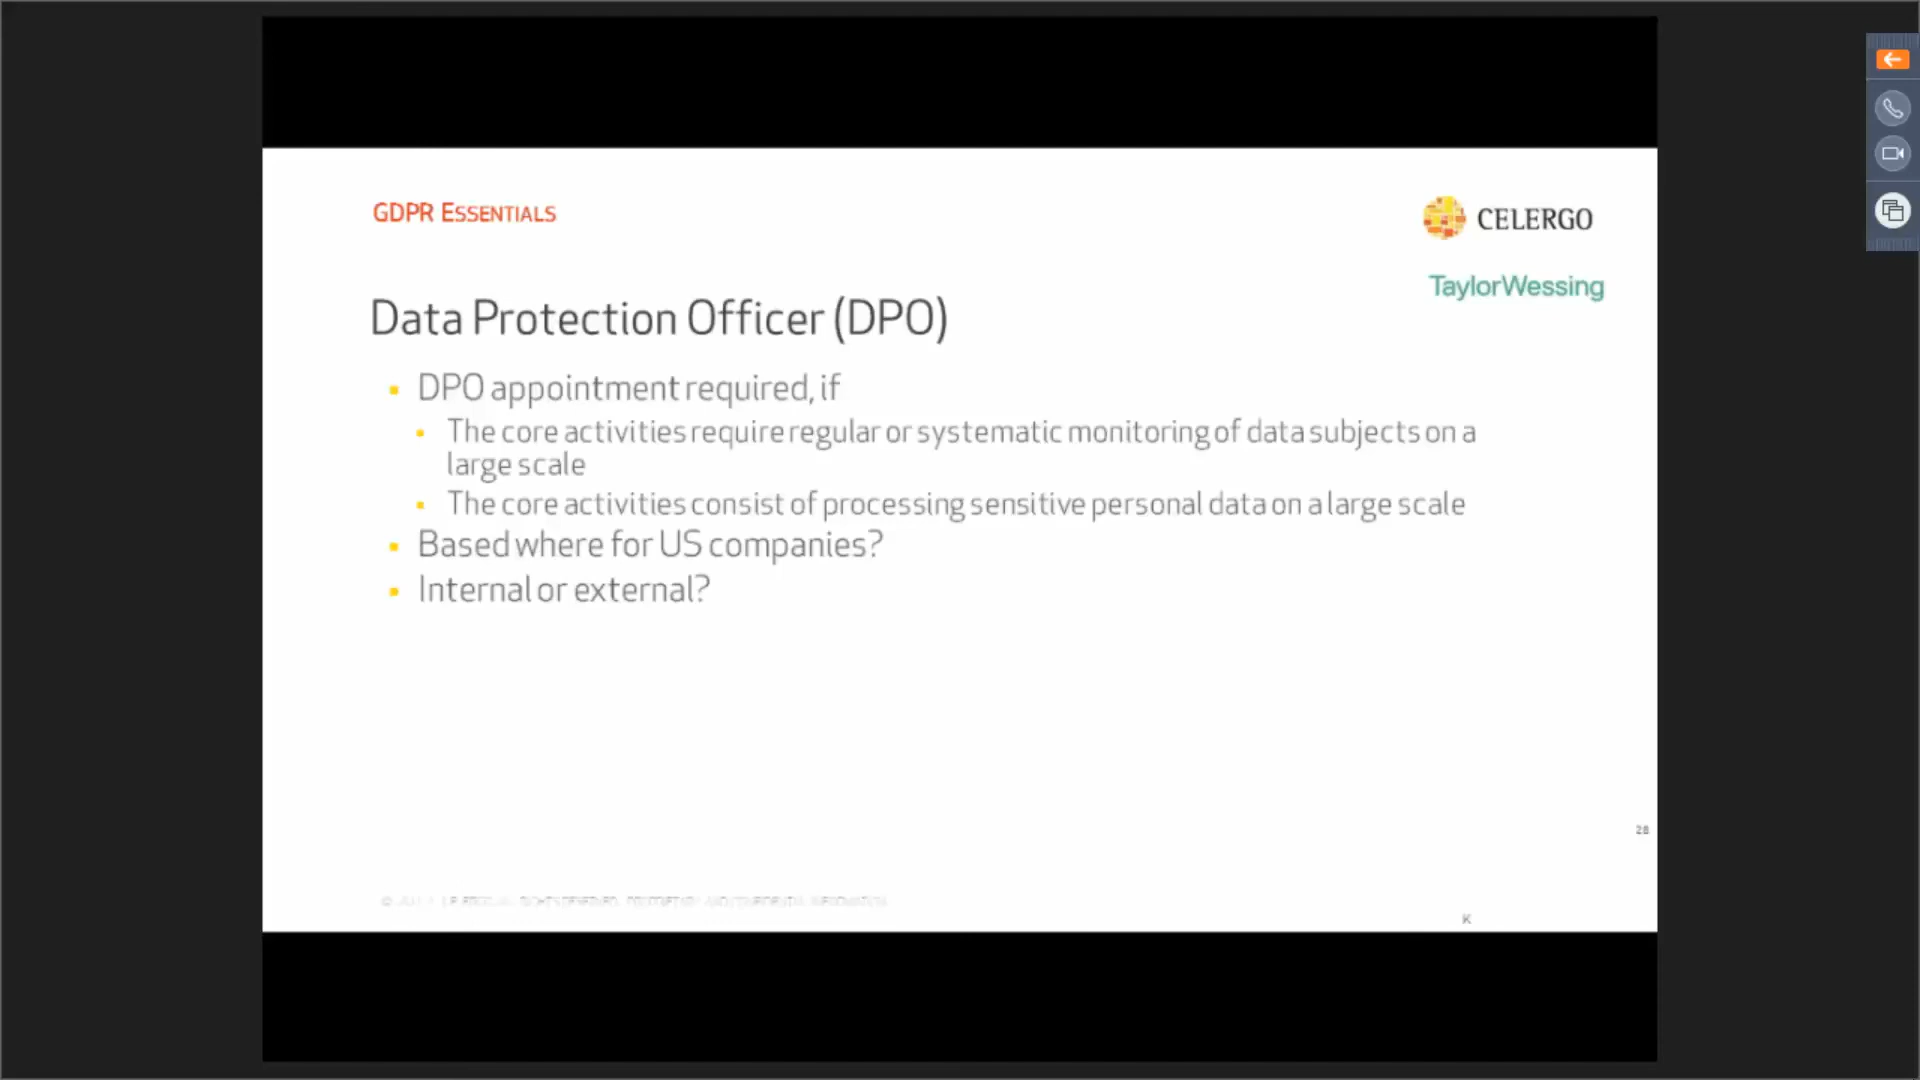 GDPR ESSENTIALS
CELERGO
TaylorWessing
Data Protection Officer (DPO)
DPO appointment required, if
The core activities require regular or systematic monitoring of data subjects on a
large scale
The core activities consist of processing sensitive personal data on a large scale
Based where for US companies?
Internal or external?
28
K